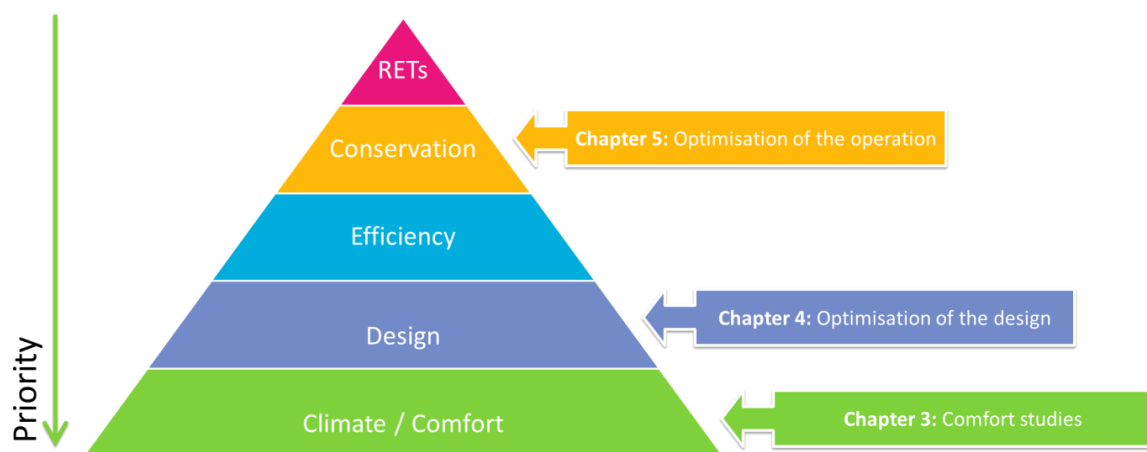 RETs
Conservation
Chapter 5: Optimisation of the operation
Efficiency
Design
Chapter 4: Optimisation of the design
Climate / Comfort
Chapter 3: Comfort studies
Priority